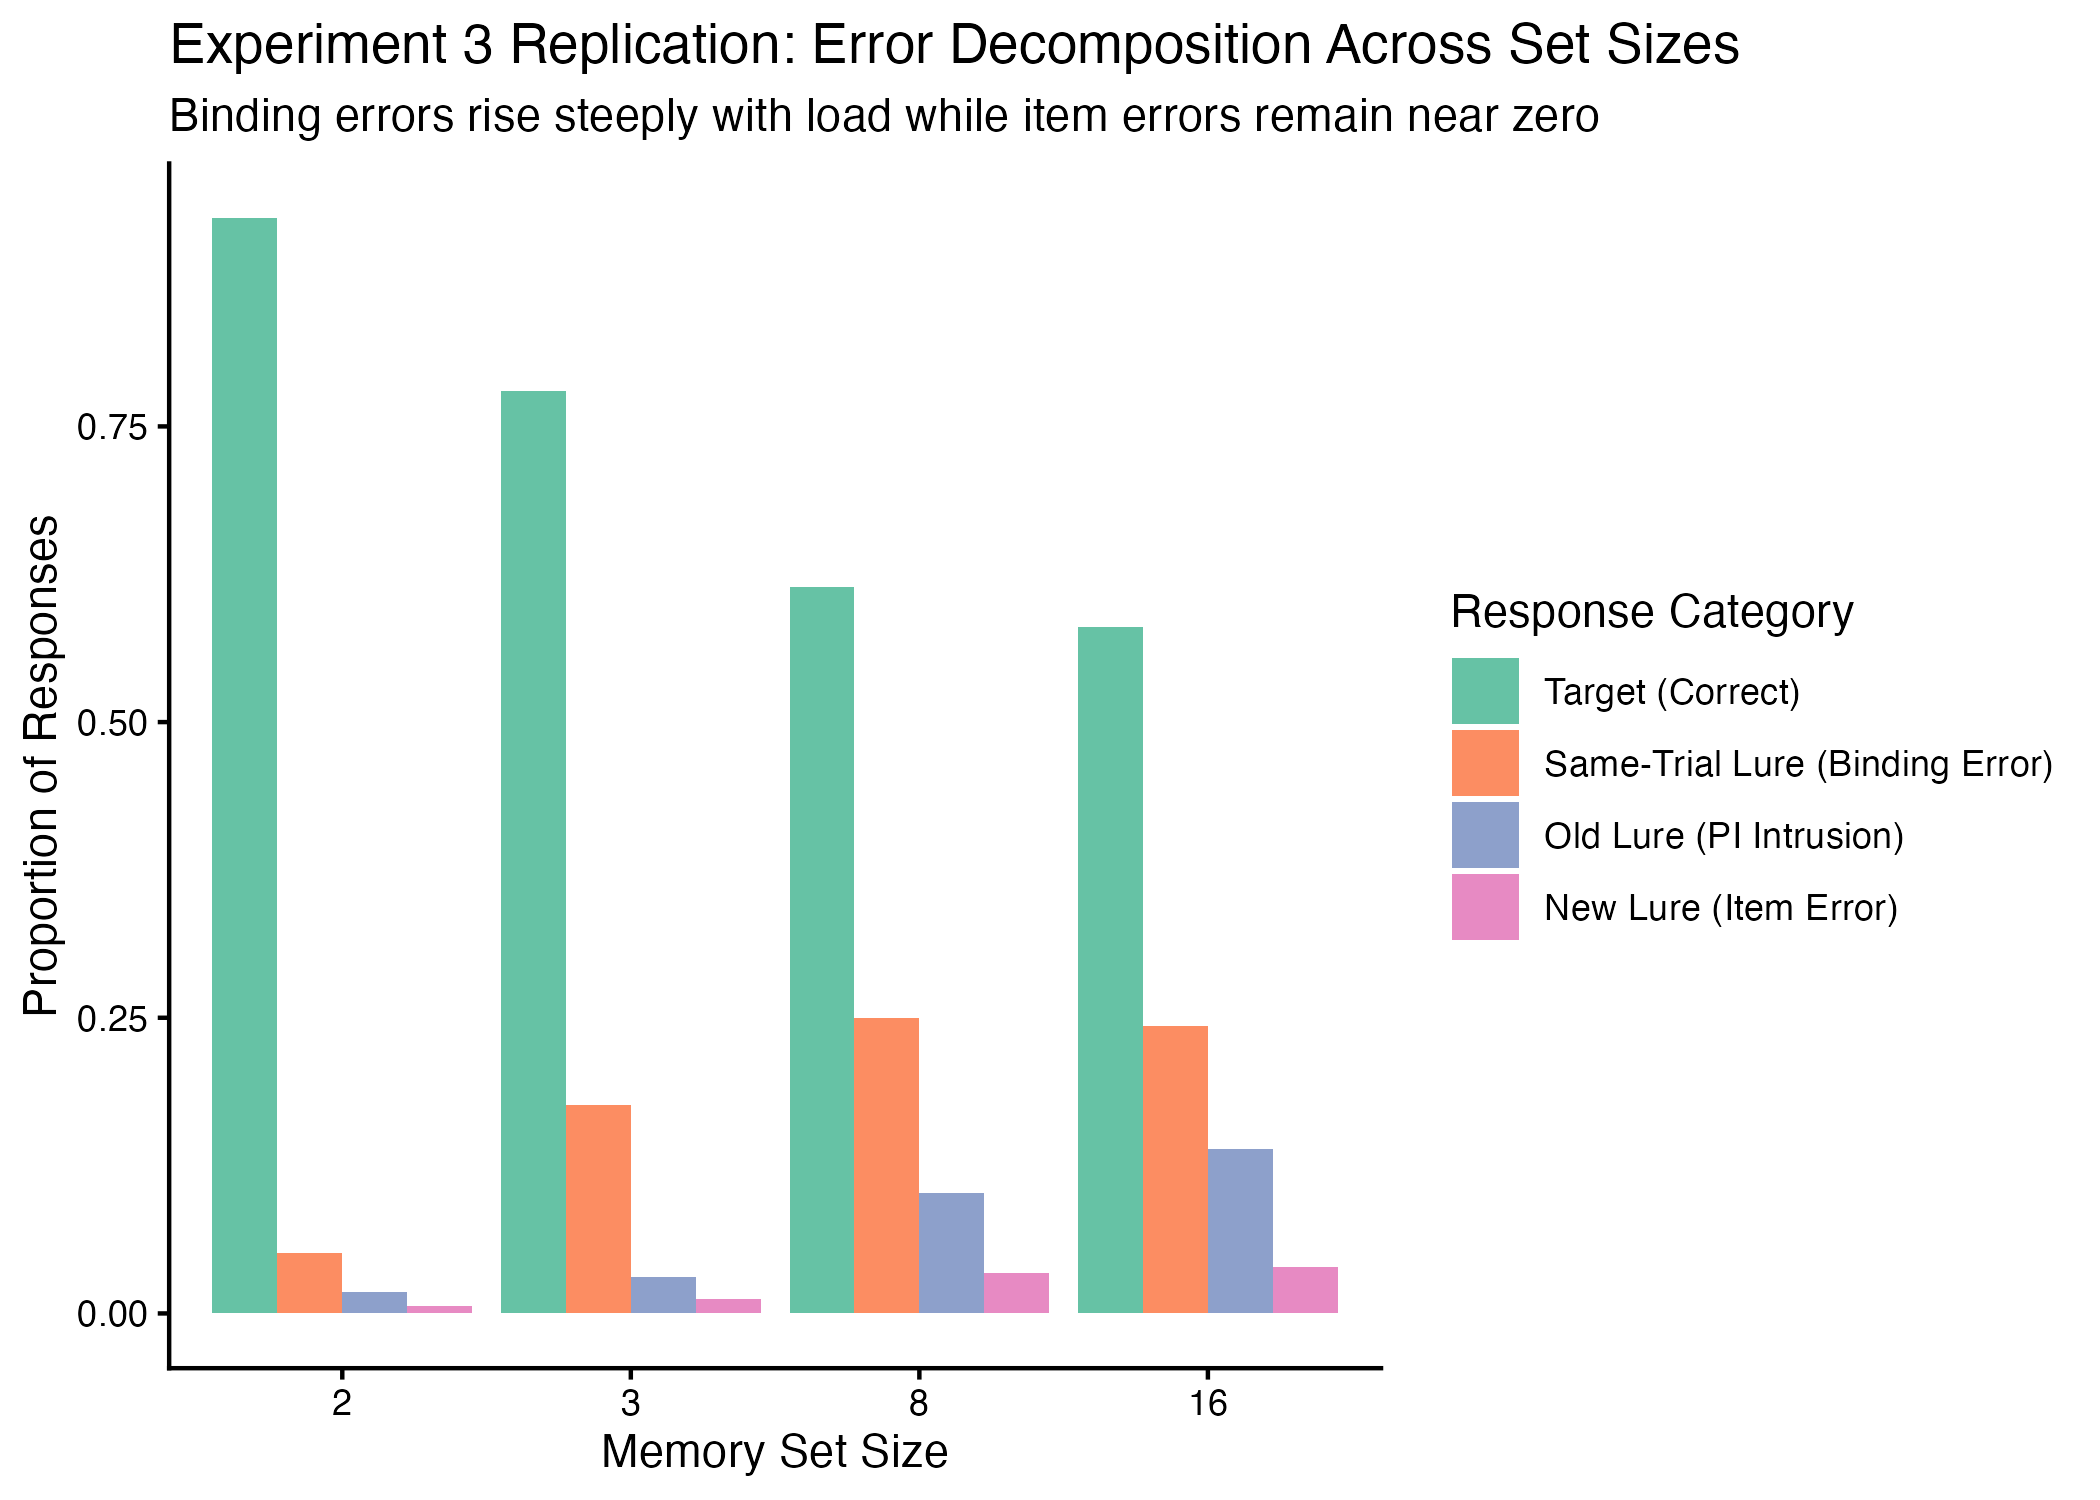 Experiment 3 Replication: Error Decomposition Across Set Sizes
Binding errors rise steeply with load while item errors remain near zero
Proportion of Responses
0.75
0.50
0.25
0.00
2
3
8
16
Memory Set Size
Response Category
Target (Correct)
Same-Trial Lure (Binding Error)
Old Lure (PI Intrusion)
New Lure (Item Error)